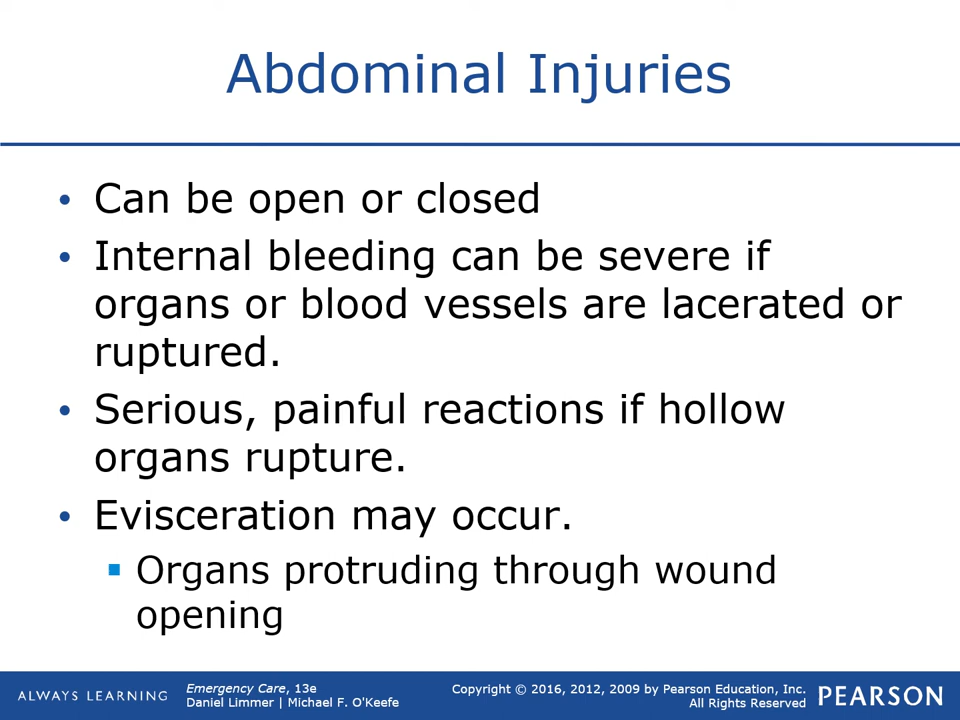 Abdominal Injuries
• Can be open or closed
• Internal bleeding can be severe if
organs or blood vessels are lacerated or
ruptured.
• Serious, painful reactions if hollow
organs rupture.
• Evisceration may occur.
▪ Organs protruding through wound
opening
ALWAYS LEARNING
Emergency Care, 13e
Daniel Limmer | Michael F. O'Keefe
Copyright © 2016, 2012, 2009 by Pearson Education, Inc.
All Rights Reserved
PEARSON